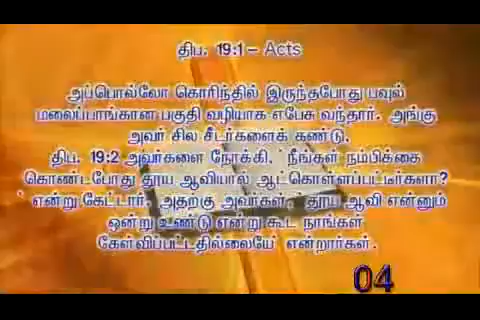 திப. 19:1 – Acts
அப்பொல்லோ கொரிந்தில் இருந்தபோது பவுல்
மலைப்பாங்கான பகுதி வழியாக எபேசு வந்தார். அங்கு
அவர் சில சீடர்களைக் கண்டு,
திப. 19:2 அவர்களை நோக்கி, 'நீங்கள் நம்பிக்கை
கொண்டபோது தூய ஆவியால் ஆட்கொள்ளப்பட்டீர்களா?
' என்று கேட்டார். அதற்கு அவர்கள், 'தூய ஆவி என்னும்
ஒன்று உண்டு என்று கூட நாங்கள்
கேள்விப்பட்டதில்லையே' என்றார்கள்.
04